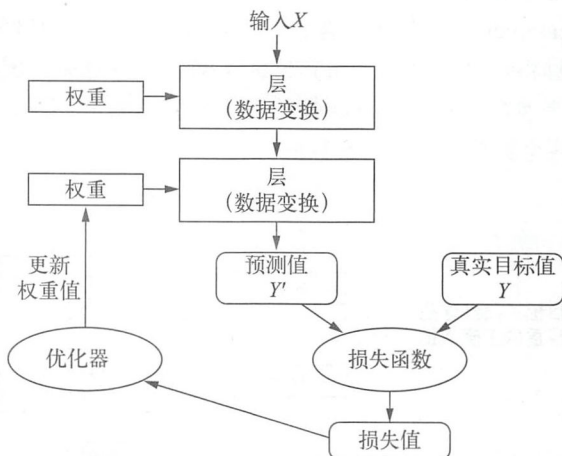 输入X
层
权重
(数据变换)
层
权重
(数据变换)
更新
权重值
预测值
Y'
真实目标值
Y
优化器
损失函数
损失值